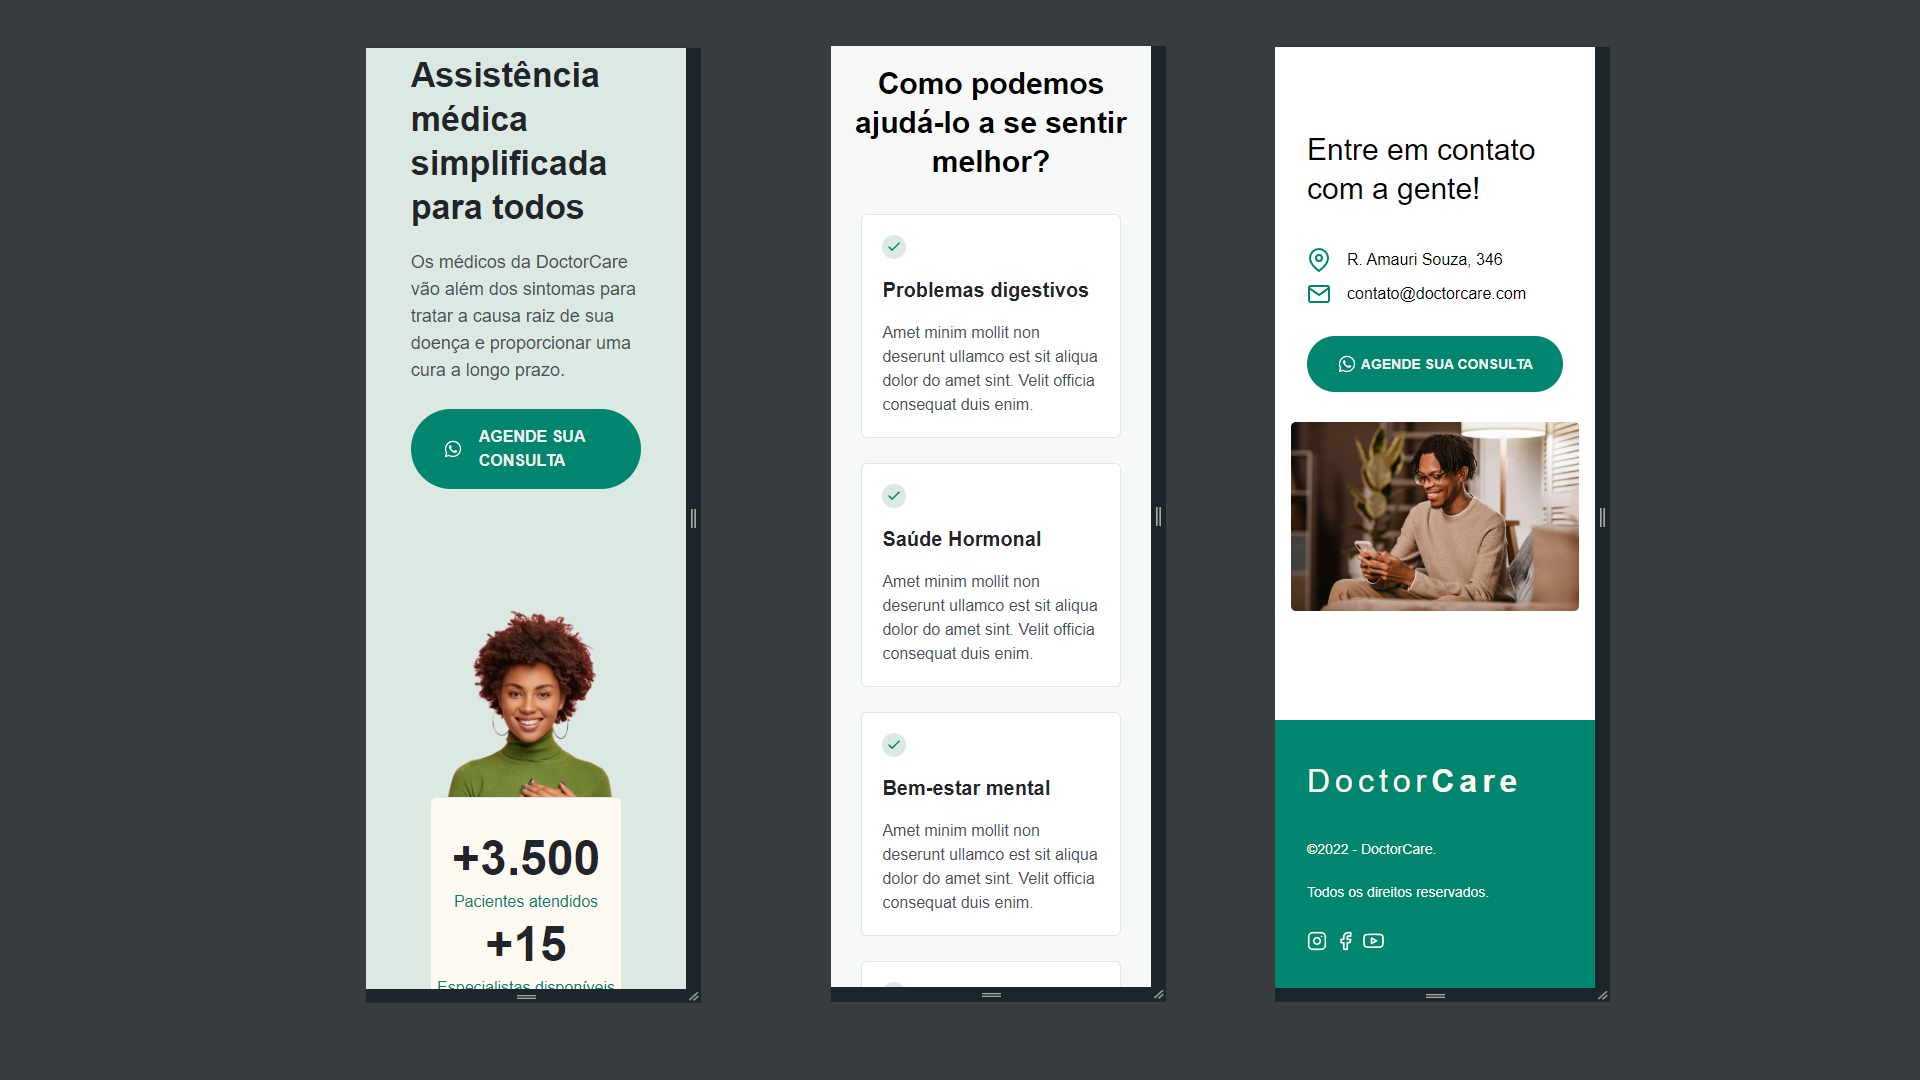 Assistência
médica
simplificada
para todos
Os médicos da DoctorCare
vão além dos sintomas para
tratar a causa raiz de sua
doença e proporcionar uma
cura a longo prazo.
AGENDE SUA
CONSULTA
+3.500
Pacientes atendidos
+15
Especialistas disponíveis
Como podemos
ajudá-lo a se sentir
melhor?
Problemas digestivos
Amet minim mollit non
deserunt ullamco est sit aliqua
dolor do amet sint. Velit officia
consequat duis enim.
Saúde Hormonal
Amet minim mollit non
deserunt ullamco est sit aliqua
dolor do amet sint. Velit officia
consequat duis enim.
Bem-estar mental
Amet minim mollit non
deserunt ullamco est sit aliqua
dolor do amet sint. Velit officia
consequat duis enim.
Entre em contato
com a gente!
R. Amauri Souza, 346
contato@doctorcare.com
AGENDE SUA CONSULTA
DoctorCare
©2022 - DoctorCare.
Todos os direitos reservados.